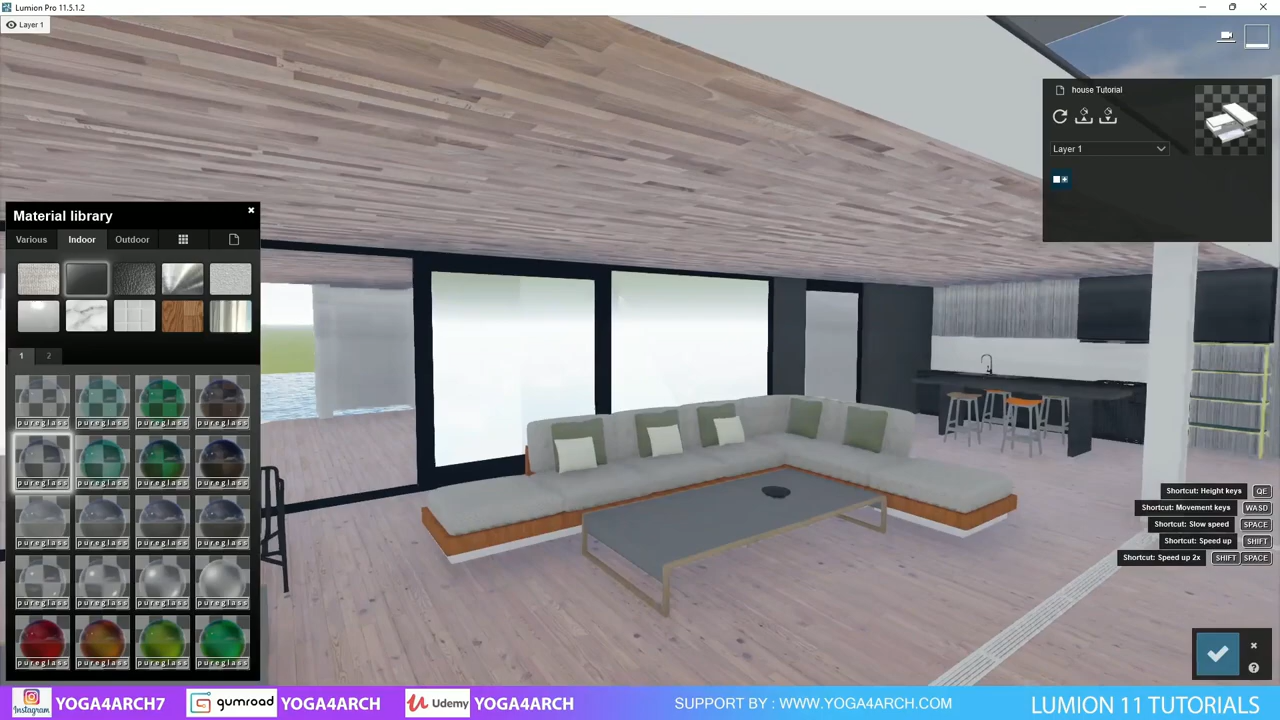 Lumion Pro 11.5.1.2
Layer 1
house Tutorial
Layer 1
Material library
Various Indoor Outdoor
1 2
pureglass pureglass pureglass pureglass
pureglass pureglass pureglass pureglass
pureglass pureglass pureglass pureglass
pureglass pureglass pureglass pureglass
pureglass pureglass pureglass pureglass
Shortcut: Height keys QE
Shortcut: Movement keys WASD
Shortcut: Slow speed SPACE
Shortcut: Speed up SHIFT
Shortcut: Speed up 2x SHIFT SPACE
Instagram YOGA4ARCH7 gumroad YOGA4ARCH Udemy YOGA4ARCH SUPPORT BY : WWW.YOGA4ARCH.COM LUMION 11 TUTORIALS